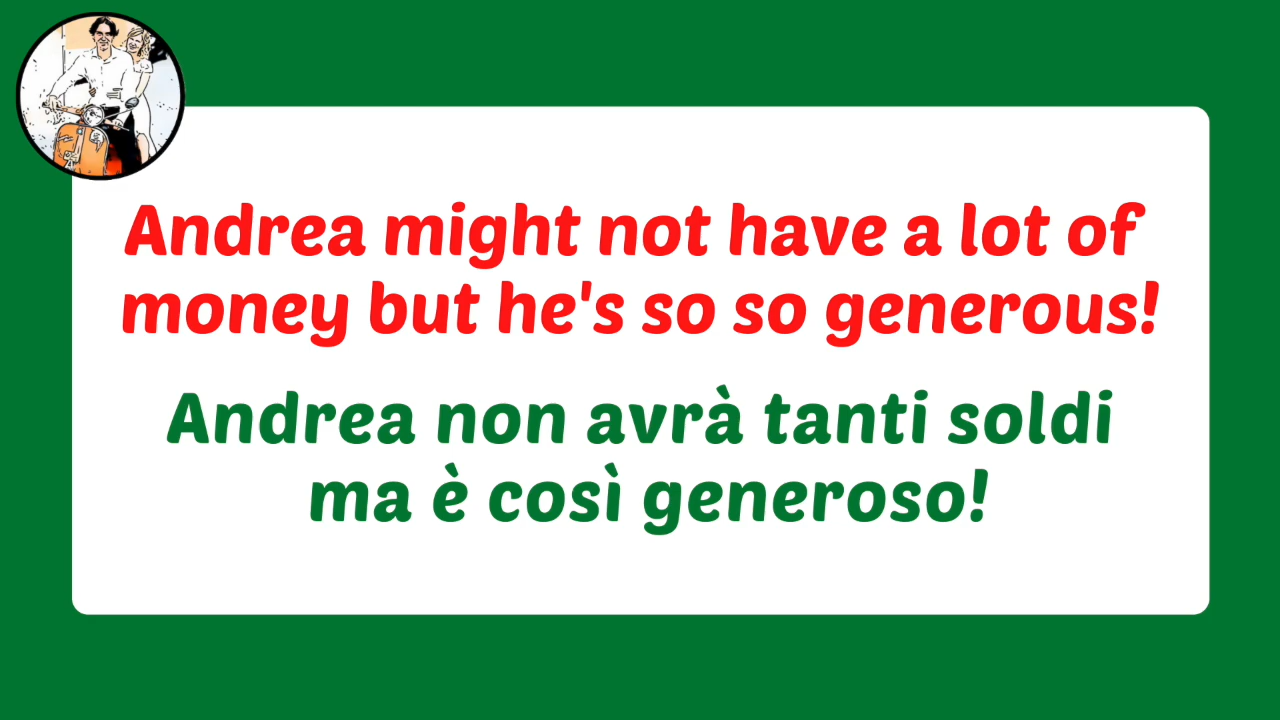 Andrea might not have a lot of
money but he's so so generous!
Andrea non avrà tanti soldi
ma è così generoso!